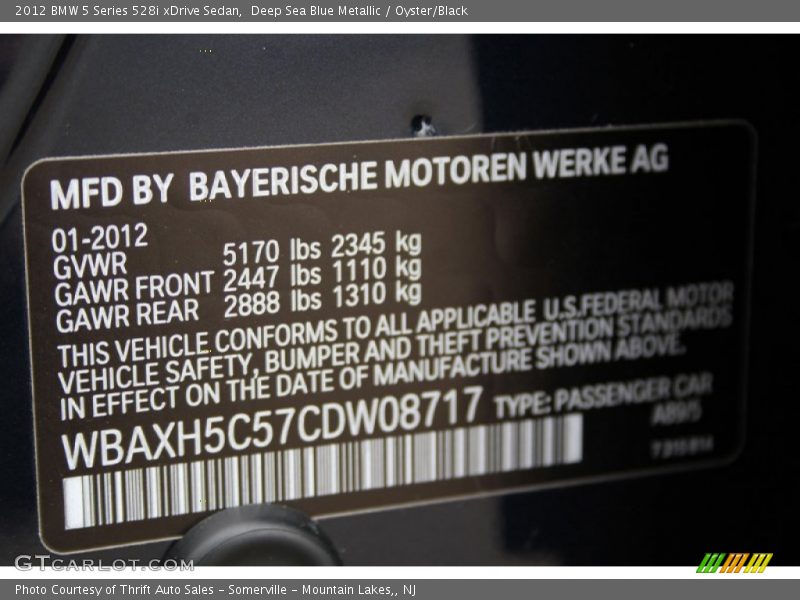 2012 BMW 5 Series 528i xDrive Sedan, Deep Sea Blue Metallic / Oyster/Black
MFD BY BAYERISCHE MOTOREN WERKE AG
01-2012
GVWR 5170 lbs 2345 kg
GAWR FRONT 2447 lbs 1110 kg
GAWR REAR 2888 lbs 1310 kg
THIS VEHICLE CONFORMS TO ALL APPLICABLE U.S.FEDERAL MOTOR
VEHICLE SAFETY, BUMPER AND THEFT PREVENTION STANDARDS
IN EFFECT ON THE DATE OF MANUFACTURE SHOWN ABOVE.
WBAXH5C57CDW08717 TYPE: PASSENGER CAR
A89/5
GTCARLOT.COM
Photo Courtesy of Thrift Auto Sales – Somerville – Mountain Lakes,, NJ